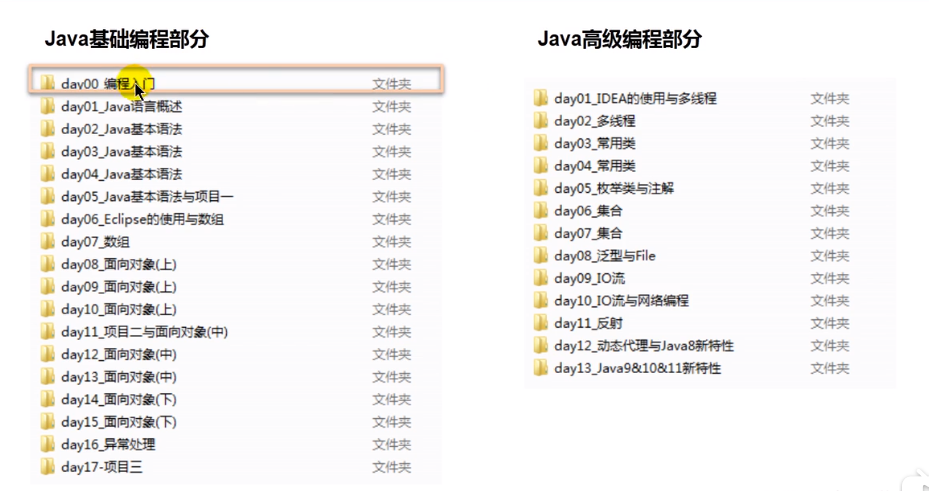 Java基础编程部分
day00_编程入门 文件夹
day01_Java语言概述 文件夹
day02_Java基本语法 文件夹
day03_Java基本语法 文件夹
day04_Java基本语法 文件夹
day05_Java基本语法与项目一 文件夹
day06_Eclipse的使用与数组 文件夹
day07_数组 文件夹
day08_面向对象(上) 文件夹
day09_面向对象(上) 文件夹
day10_面向对象(上) 文件夹
day11_项目二与面向对象(中) 文件夹
day12_面向对象(中) 文件夹
day13_面向对象(中) 文件夹
day14_面向对象(下) 文件夹
day15_面向对象(下) 文件夹
day16_异常处理 文件夹
day17-项目三 文件夹
Java高级编程部分
day01_IDEA的使用与多线程 文件夹
day02_多线程 文件夹
day03_常用类 文件夹
day04_常用类 文件夹
day05_枚举类与注解 文件夹
day06_集合 文件夹
day07_集合 文件夹
day08_泛型与File 文件夹
day09_IO流 文件夹
day10_IO流与网络编程 文件夹
day11_反射 文件夹
day12_动态代理与Java8新特性 文件夹
day13_Java9&10&11新特性 文件夹